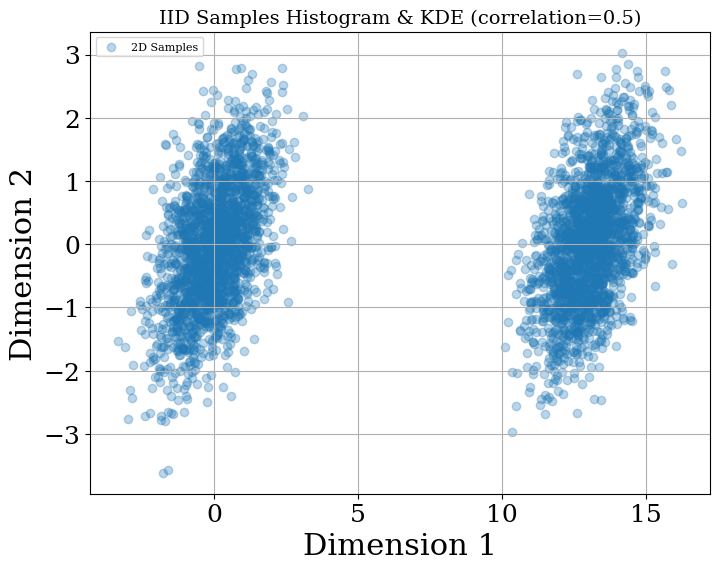 IID Samples Histogram & KDE (correlation=0.5)
2D Samples
3
2
1
0
−1
−2
−3
Dimension 2
0 5 10 15
Dimension 1